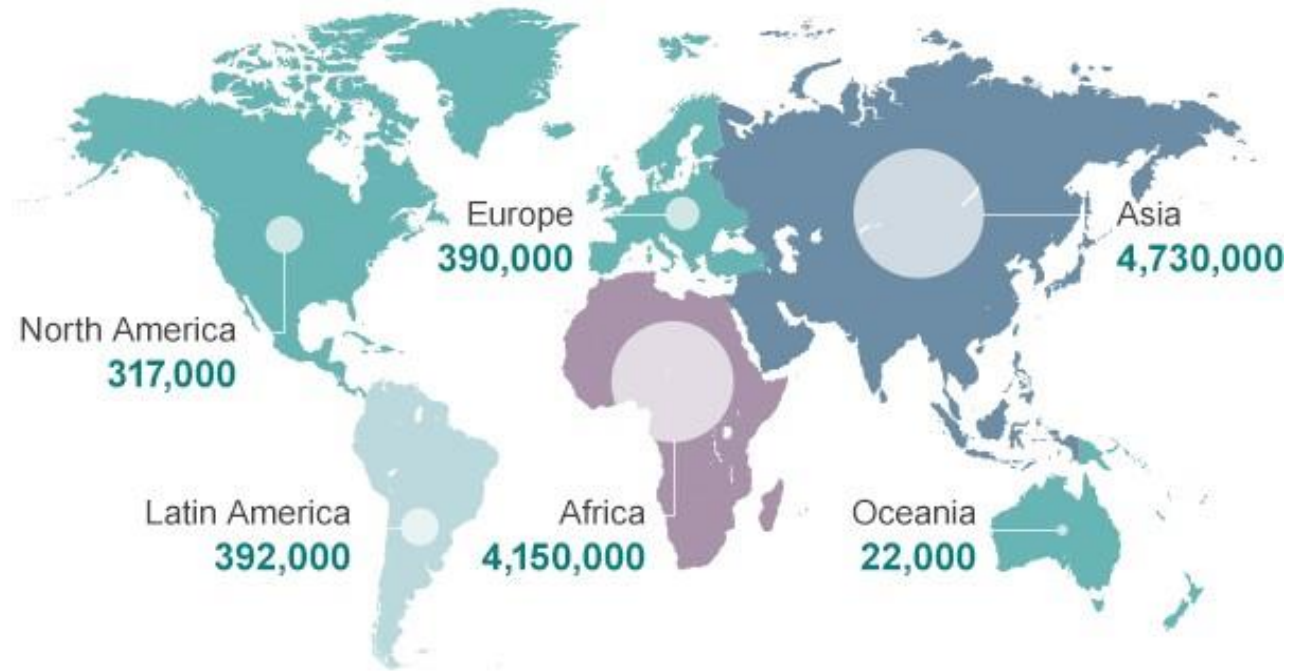 Europe
390,000
Asia
4,730,000
North America
317,000
Latin America
392,000
Africa
4,150,000
Oceania
22,000